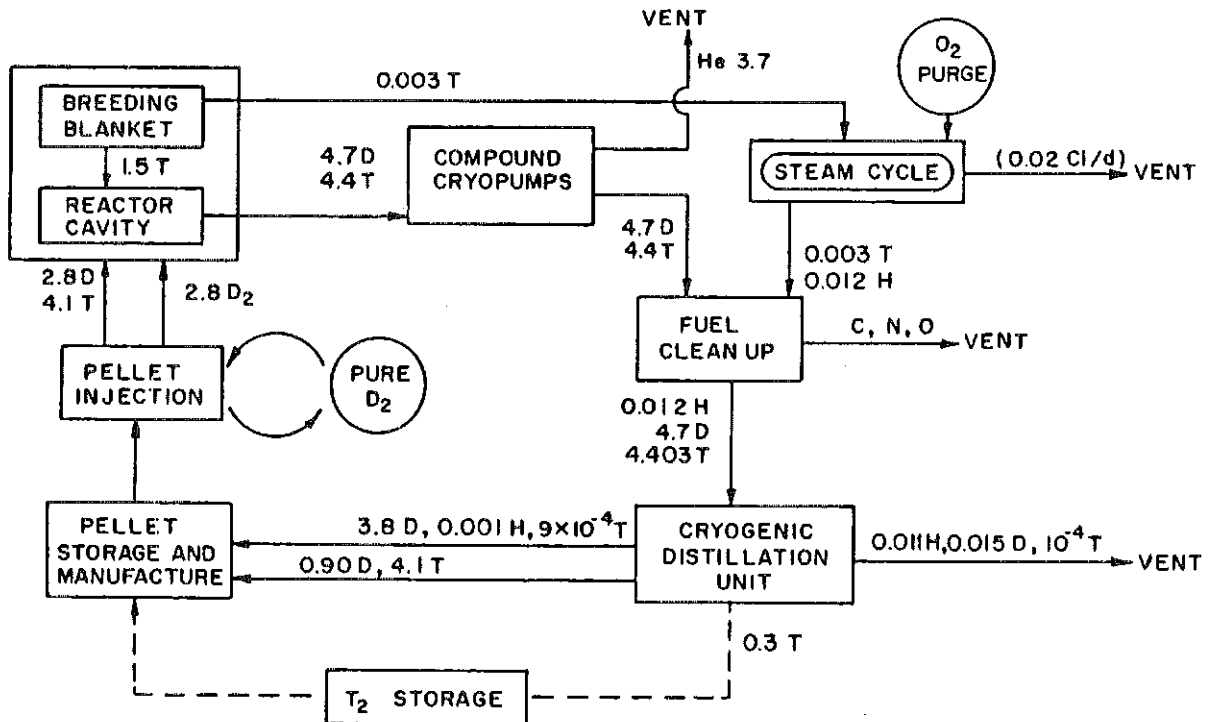 VENT
He 3.7
O2
PURGE
0.003 T
BREEDING
BLANKET
1.5 T
REACTOR
CAVITY
4.7 D
4.4 T
COMPOUND
CRYOPUMPS
STEAM CYCLE
(0.02 CI/d)
VENT
4.7 D
4.4 T
0.003 T
0.012 H
2.8 D
4.1 T
2.8 D2
FUEL
CLEAN UP
C, N, O
VENT
PELLET
INJECTION
PURE
D2
0.012 H
4.7 D
4.403 T
PELLET
STORAGE AND
MANUFACTURE
3.8 D, 0.001 H, 9×10⁻⁴ T
0.90 D, 4.1 T
CRYOGENIC
DISTILLATION
UNIT
0.011H, 0.015 D, 10⁻⁴ T
VENT
0.3 T
T2 STORAGE